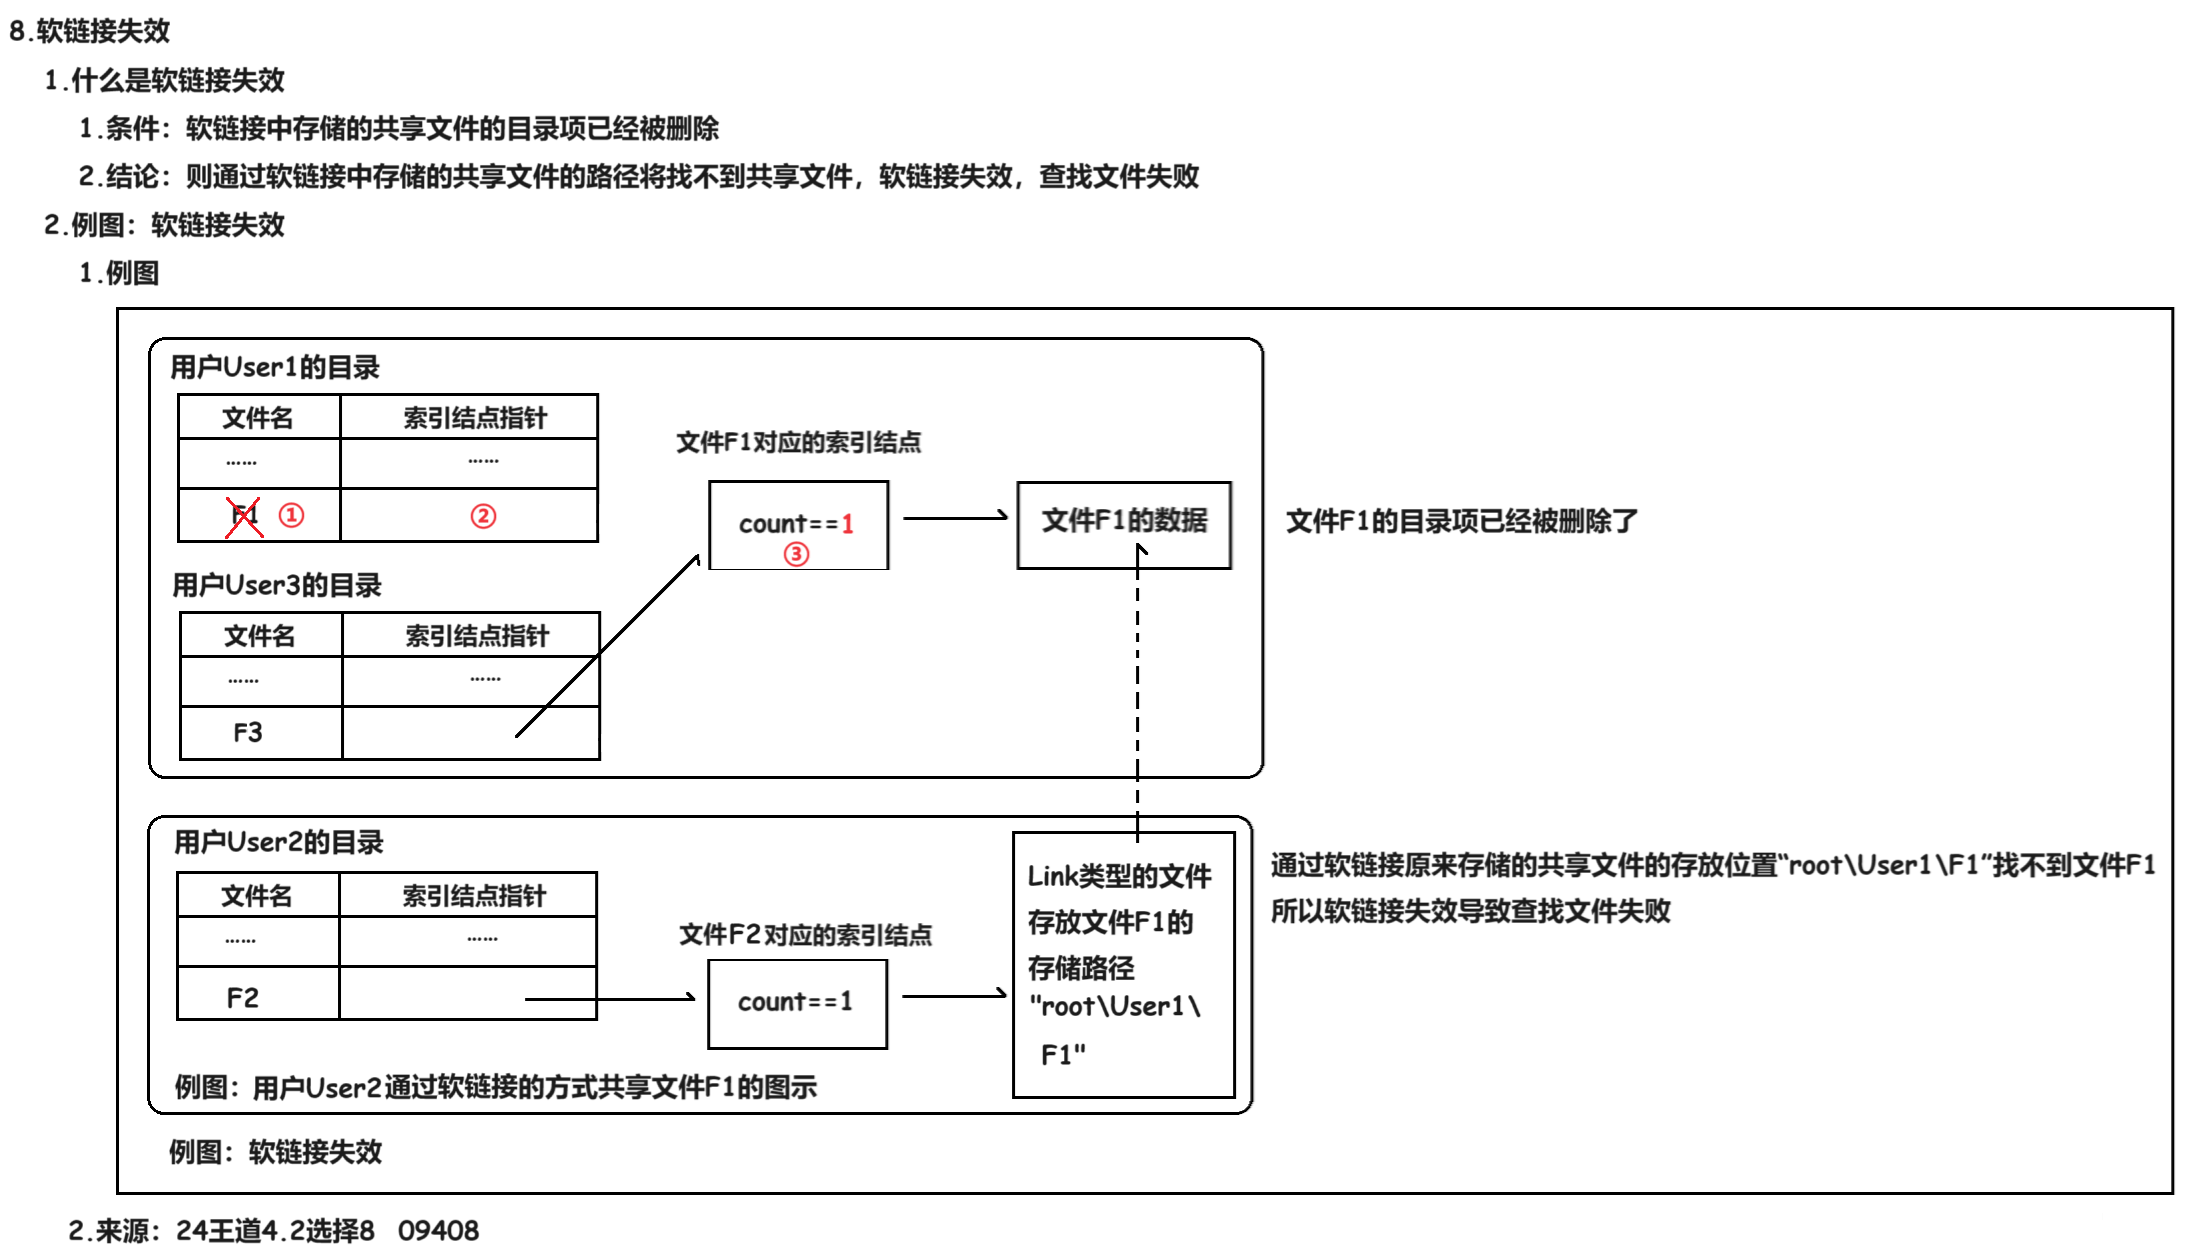 8.软链接失效
1.什么是软链接失效
1.条件：软链接中存储的共享文件的目录项已经被删除
2.结论：则通过软链接中存储的共享文件的路径将找不到共享文件，软链接失效，查找文件失败
2.例图：软链接失效
1.例图
用户User1的目录
文件名 索引结点指针
…… ……
F1 ① ②
文件F1对应的索引结点
count==1
③
文件F1的数据
文件F1的目录项已经被删除了
用户User3的目录
文件名 索引结点指针
…… ……
F3
用户User2的目录
文件名 索引结点指针
…… ……
F2
文件F2对应的索引结点
count==1
Link类型的文件
存放文件F1的
存储路径
"root\User1\
F1"
通过软链接原来存储的共享文件的存放位置“root\User1\F1”找不到文件F1
所以软链接失效导致查找文件失败
例图：用户User2通过软链接的方式共享文件F1的图示
例图：软链接失效
2.来源：24王道4.2选择8 09408